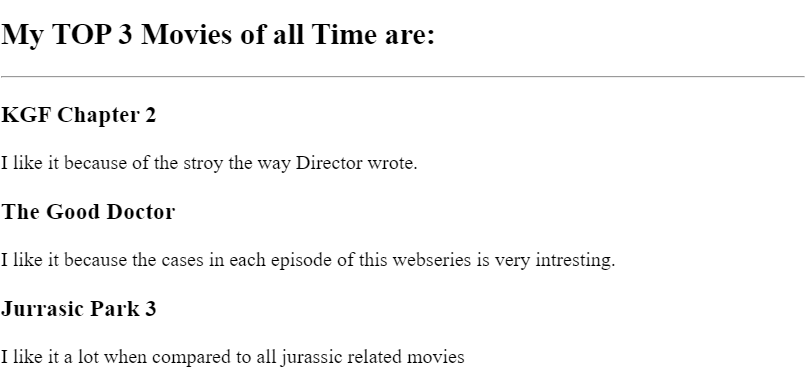 My TOP 3 Movies of all Time are:
KGF Chapter 2
I like it because of the stroy the way Director wrote.
The Good Doctor
I like it because the cases in each episode of this webseries is very intresting.
Jurrasic Park 3
I like it a lot when compared to all jurassic related movies